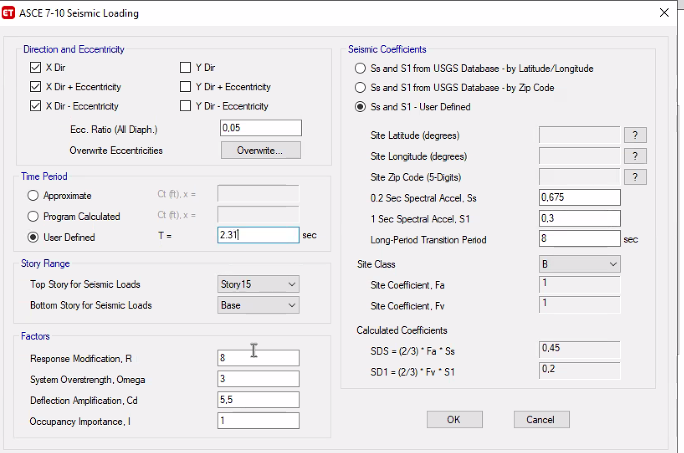 ET ASCE 7-10 Seismic Loading
Direction and Eccentricity
X Dir
Y Dir
X Dir + Eccentricity
Y Dir + Eccentricity
X Dir - Eccentricity
Y Dir - Eccentricity
Ecc. Ratio (All Diaph.) 0,05
Overwrite Eccentricities Overwrite...
Time Period
Approximate Ct (ft), x =
Program Calculated Ct (ft), x =
User Defined T = 2.31 sec
Story Range
Top Story for Seismic Loads Story15
Bottom Story for Seismic Loads Base
Factors
Response Modification, R 8
System Overstrength, Omega 3
Deflection Amplification, Cd 5,5
Occupancy Importance, I 1
Seismic Coefficients
Ss and S1 from USGS Database - by Latitude/Longitude
Ss and S1 from USGS Database - by Zip Code
Ss and S1 - User Defined
Site Latitude (degrees) ?
Site Longitude (degrees) ?
Site Zip Code (5-Digits) ?
0.2 Sec Spectral Accel, Ss 0,675
1 Sec Spectral Accel, S1 0,3
Long-Period Transition Period 8 sec
Site Class B
Site Coefficient, Fa 1
Site Coefficient, Fv 1
Calculated Coefficients
SDS = (2/3) * Fa * Ss 0,45
SD1 = (2/3) * Fv * S1 0,2
OK
Cancel